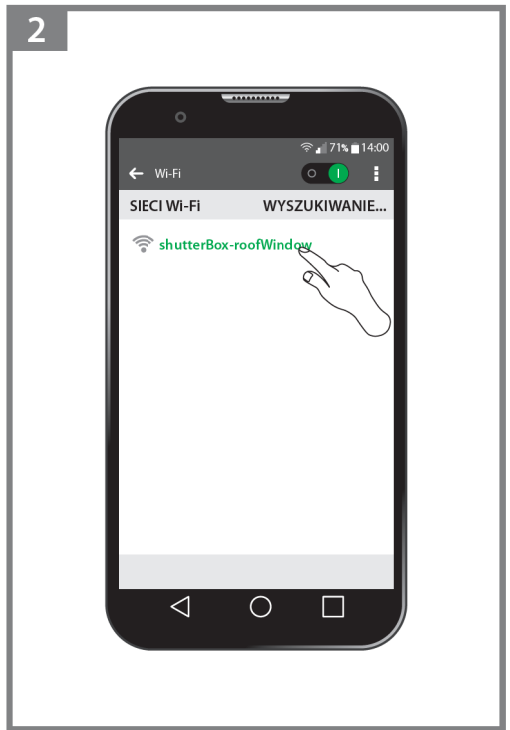 2
71% 14:00
Wi-Fi
SIECI Wi-Fi WYSZUKIWANIE...
shutterBox-roofWindow